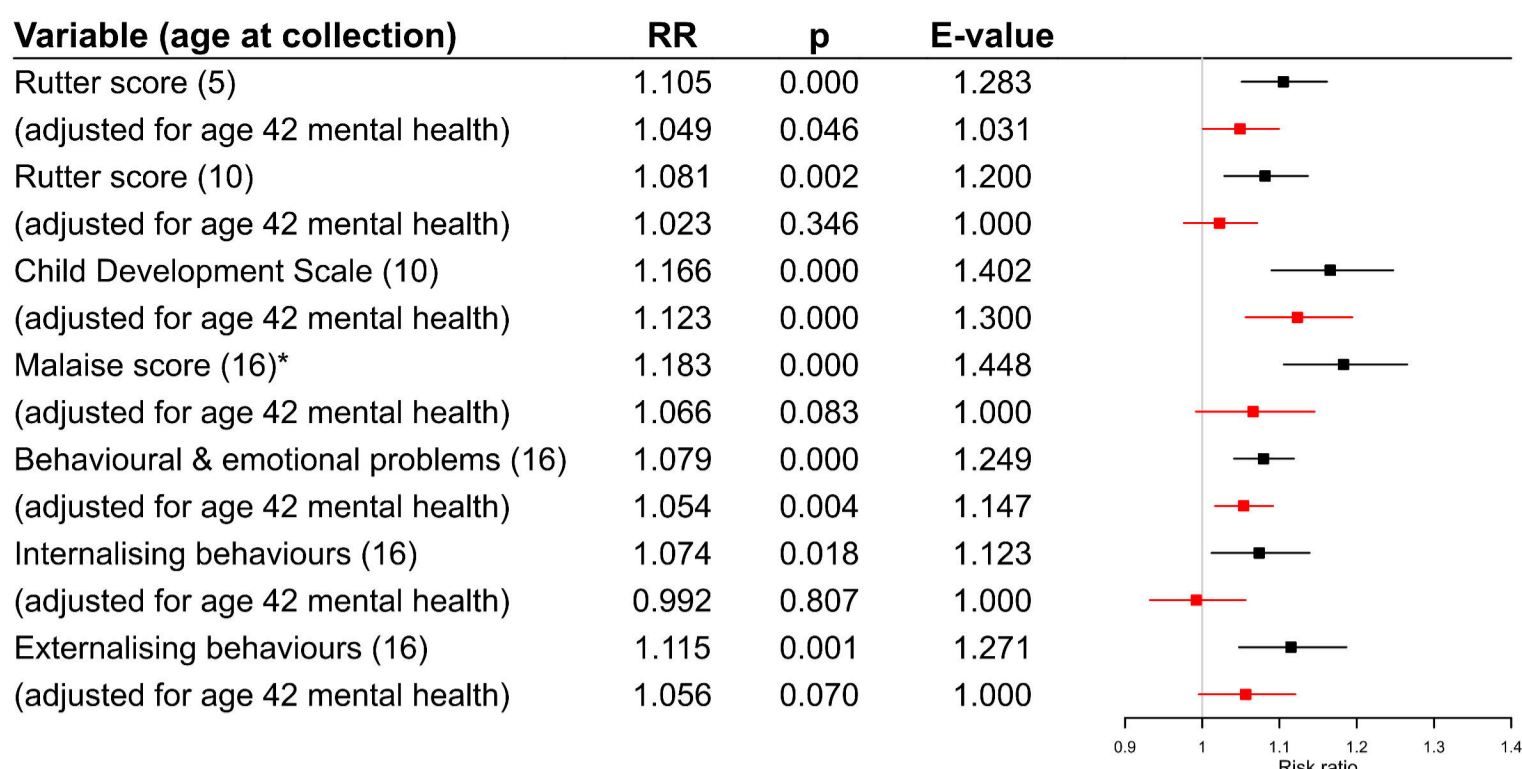 Variable (age at collection) RR p E-value
Rutter score (5) 1.105 0.000 1.283
(adjusted for age 42 mental health) 1.049 0.046 1.031
Rutter score (10) 1.081 0.002 1.200
(adjusted for age 42 mental health) 1.023 0.346 1.000
Child Development Scale (10) 1.166 0.000 1.402
(adjusted for age 42 mental health) 1.123 0.000 1.300
Malaise score (16)* 1.183 0.000 1.448
(adjusted for age 42 mental health) 1.066 0.083 1.000
Behavioural & emotional problems (16) 1.079 0.000 1.249
(adjusted for age 42 mental health) 1.054 0.004 1.147
Internalising behaviours (16) 1.074 0.018 1.123
(adjusted for age 42 mental health) 0.992 0.807 1.000
Externalising behaviours (16) 1.115 0.001 1.271
(adjusted for age 42 mental health) 1.056 0.070 1.000
0.9 1 1.1 1.2 1.3 1.4
Risk ratio